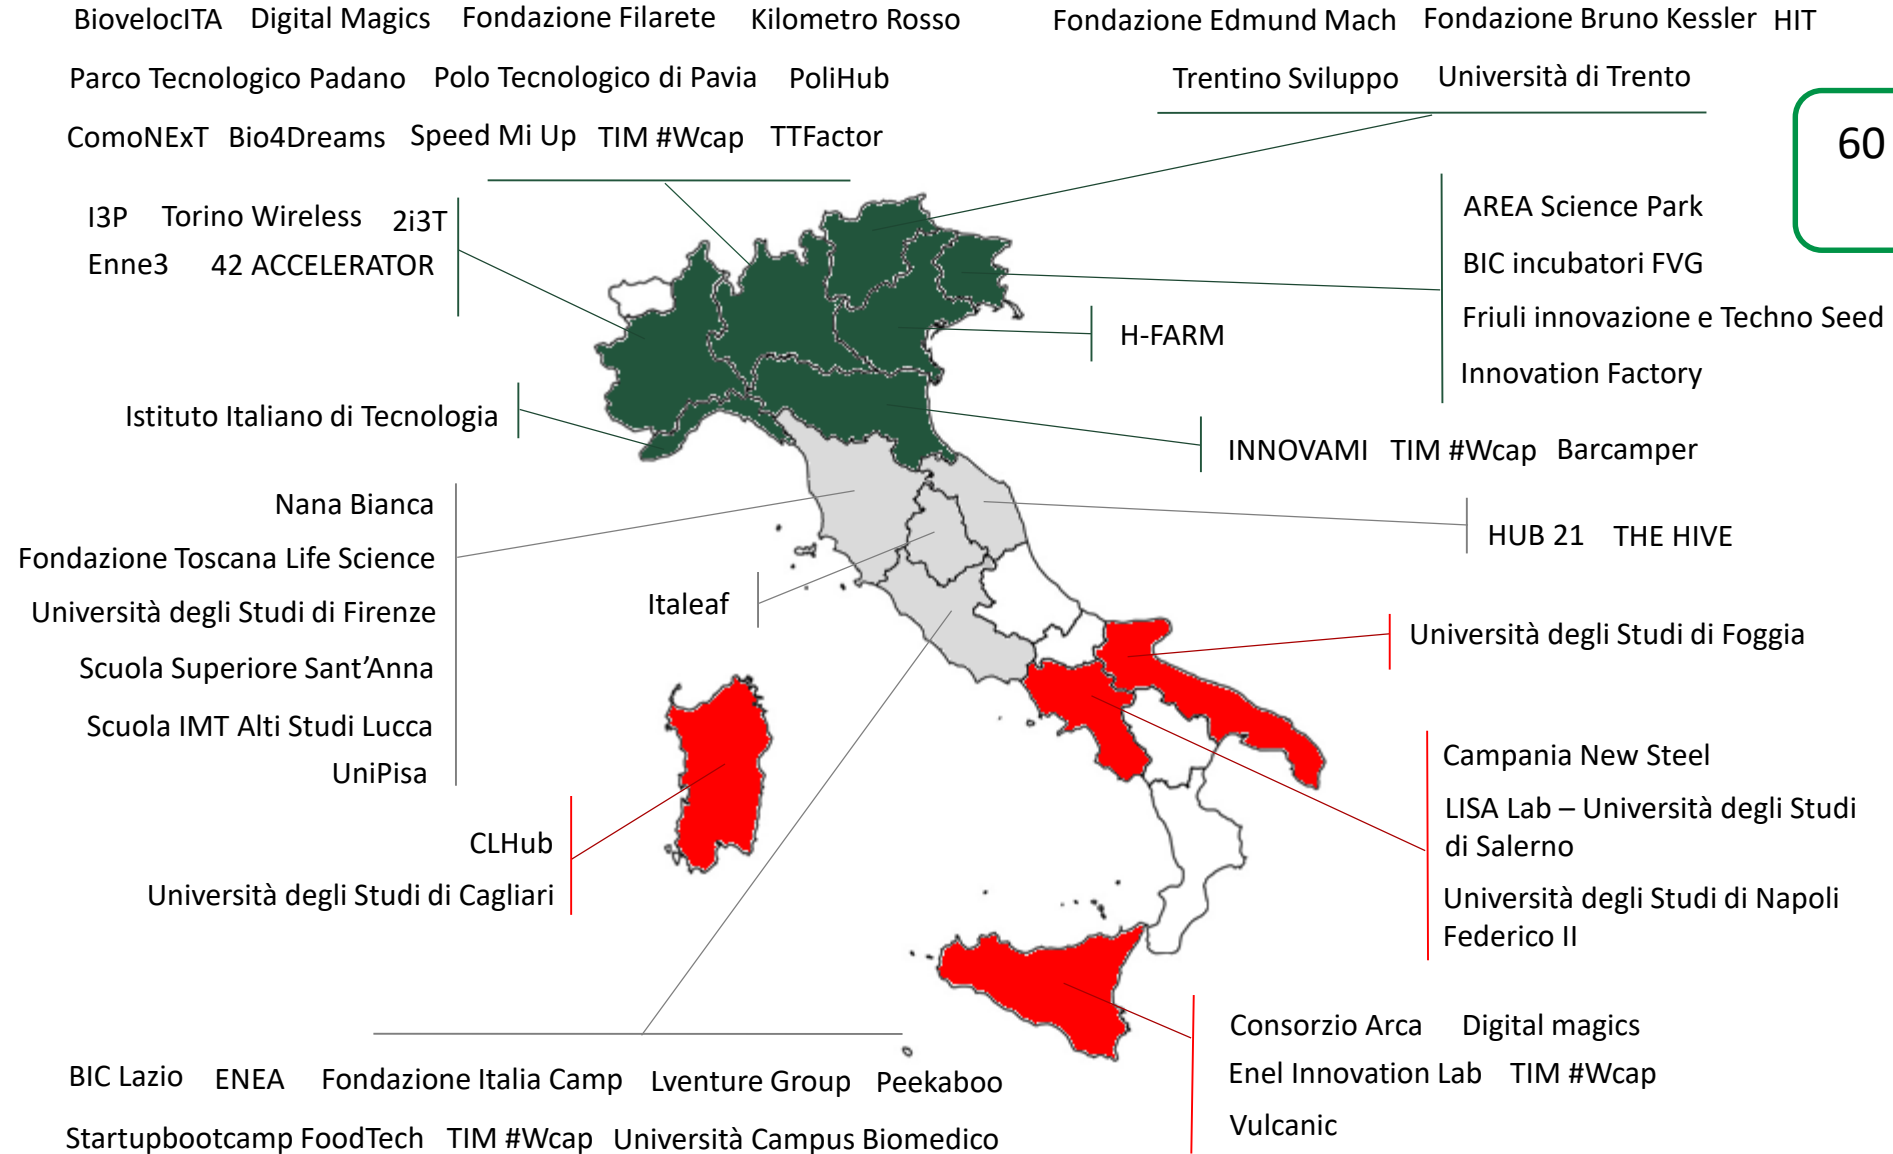 BiovelocITA Digital Magics Fondazione Filarete Kilometro Rosso
Parco Tecnologico Padano Polo Tecnologico di Pavia PoliHub
ComoNExT Bio4Dreams Speed Mi Up TIM #Wcap TTFactor
Fondazione Edmund Mach Fondazione Bruno Kessler HIT
Trentino Sviluppo Università di Trento
60
I3P Torino Wireless 2i3T
Enne3 42 ACCELERATOR
AREA Science Park
BIC incubatori FVG
Friuli innovazione e Techno Seed
Innovation Factory
H-FARM
Istituto Italiano di Tecnologia
INNOVAMI TIM #Wcap Barcamper
Nana Bianca
Fondazione Toscana Life Science
Università degli Studi di Firenze
Scuola Superiore Sant’Anna
Scuola IMT Alti Studi Lucca
UniPisa
HUB 21 THE HIVE
Italeaf
Università degli Studi di Foggia
Campania New Steel
LISA Lab – Università degli Studi
di Salerno
Università degli Studi di Napoli
Federico II
CLHub
Università degli Studi di Cagliari
Consorzio Arca Digital magics
Enel Innovation Lab TIM #Wcap
Vulcanic
BIC Lazio ENEA Fondazione Italia Camp Lventure Group Peekaboo
Startupbootcamp FoodTech TIM #Wcap Università Campus Biomedico